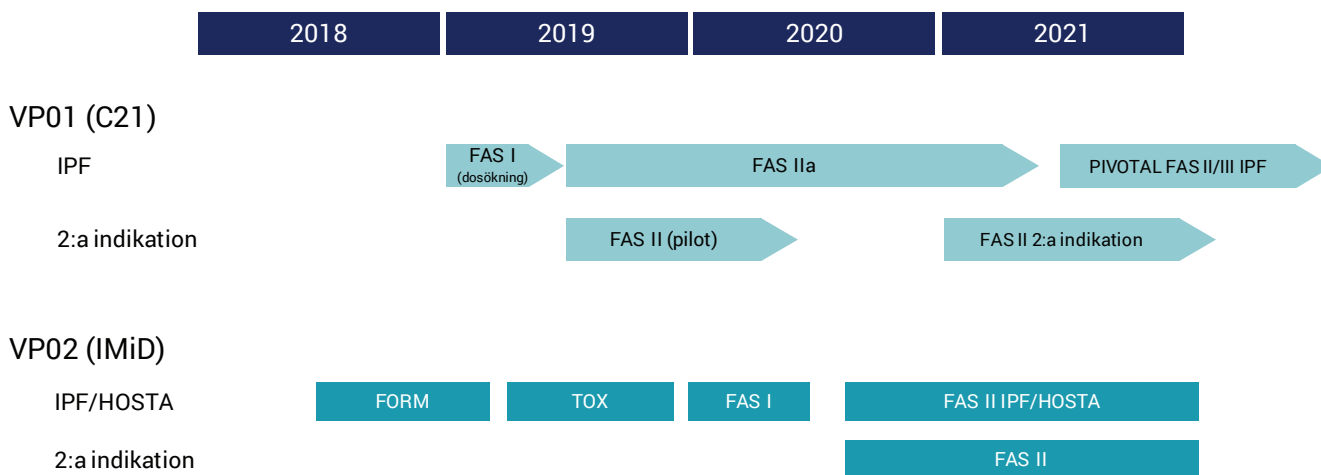 2018 2019 2020 2021
VP01 (C21)
IPF
FAS I
(dosökning)
FAS IIa
PIVOTAL FAS II/III IPF
2:a indikation
FAS II (pilot)
FAS II 2:a indikation
VP02 (IMiD)
IPF/HOSTA
FORM
TOX
FAS I
FAS II IPF/HOSTA
2:a indikation
FAS II